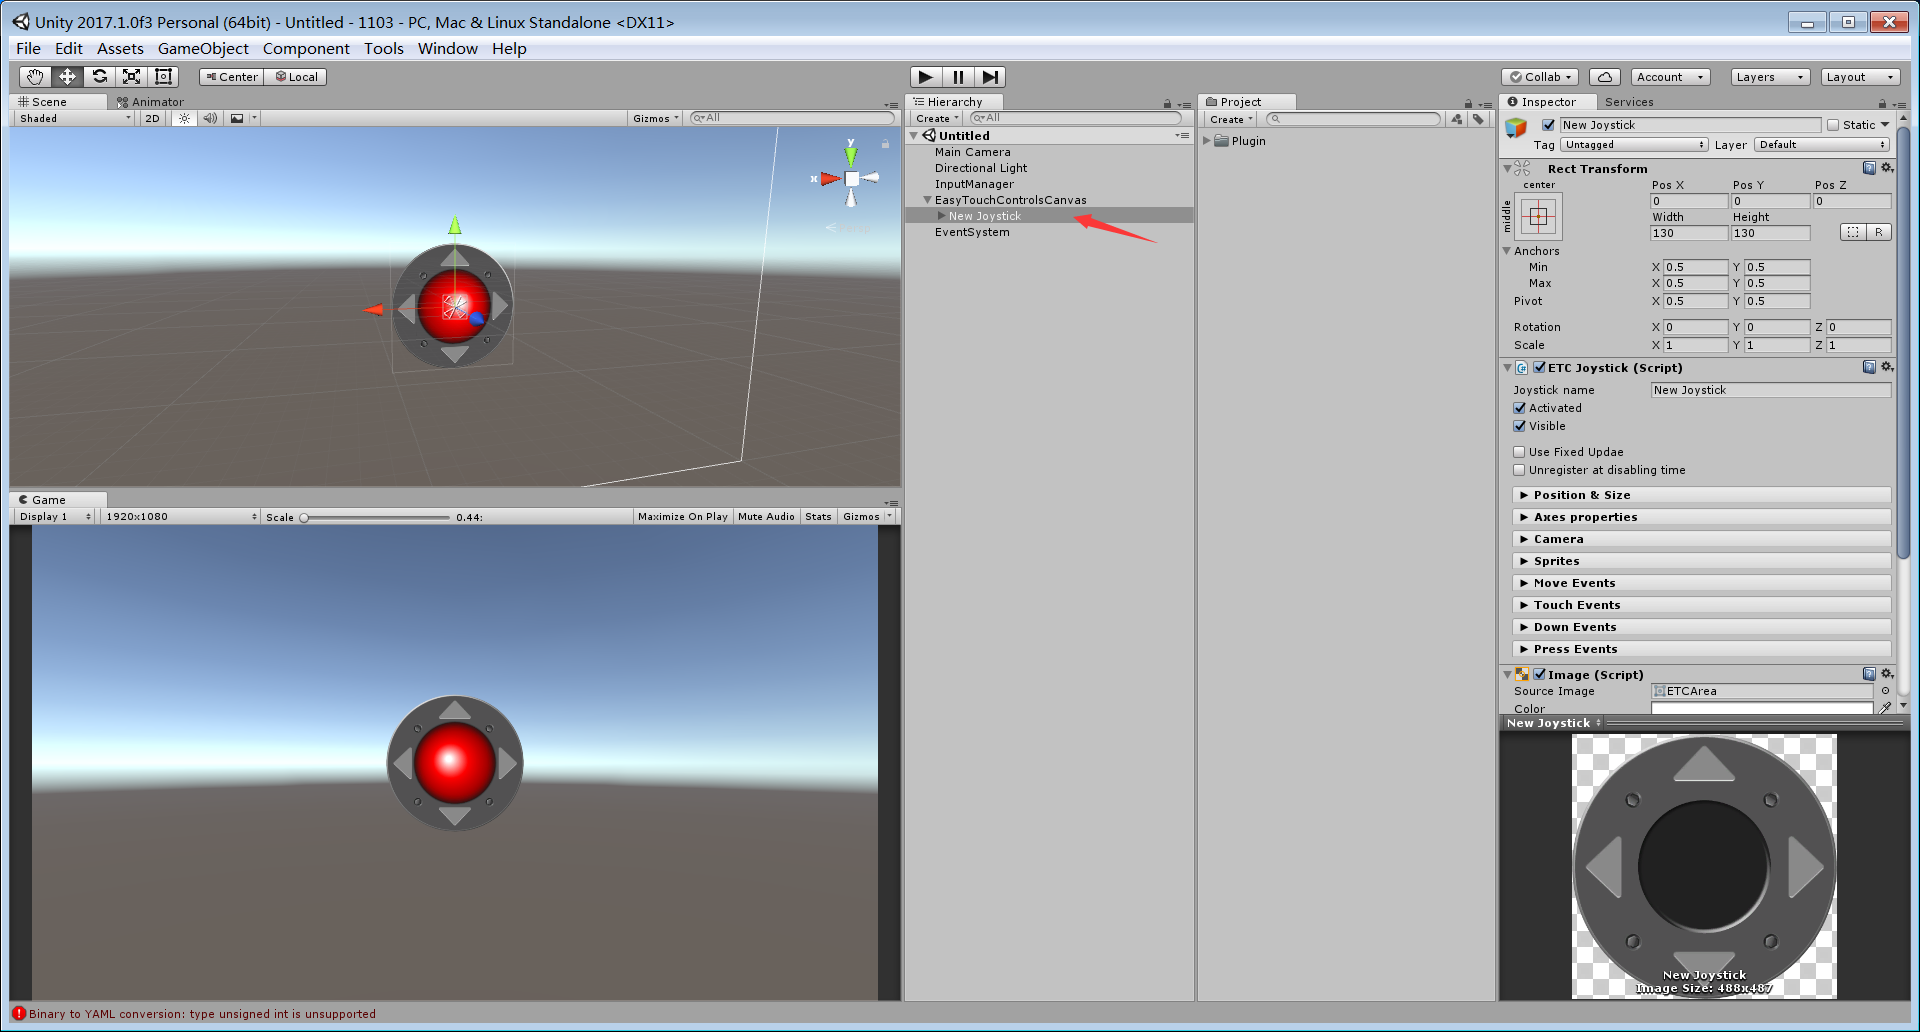 Unity 2017.1.0f3 Personal (64bit) - Untitled - 1103 - PC, Mac & Linux Standalone <DX11>
File Edit Assets GameObject Component Tools Window Help
Center Local
Collab Account Layers Layout
Scene Animator
Shaded 2D Gizmos All
y
x
Game
Display 1 1920x1080 Scale 0.44: Maximize On Play Mute Audio Stats Gizmos
Hierarchy
Create All
Untitled
Main Camera
Directional Light
InputManager
EasyTouchControlsCanvas
New Joystick
EventSystem
Project
Create
Plugin
Inspector Services
New Joystick Static
Tag Untagged Layer Default
Rect Transform
center
middle
Pos X Pos Y Pos Z
0 0 0
Width Height
130 130 R
Anchors
Min X 0.5 Y 0.5
Max X 0.5 Y 0.5
Pivot X 0.5 Y 0.5
Rotation X 0 Y 0 Z 0
Scale X 1 Y 1 Z 1
ETC Joystick (Script)
Joystick name New Joystick
Activated
Visible
Use Fixed Updae
Unregister at disabling time
Position & Size
Axes properties
Camera
Sprites
Move Events
Touch Events
Down Events
Press Events
Image (Script)
Source Image ETCArea
Color
New Joystick
New Joystick
Image Size: 488x487
Binary to YAML conversion: type unsigned int is unsupported